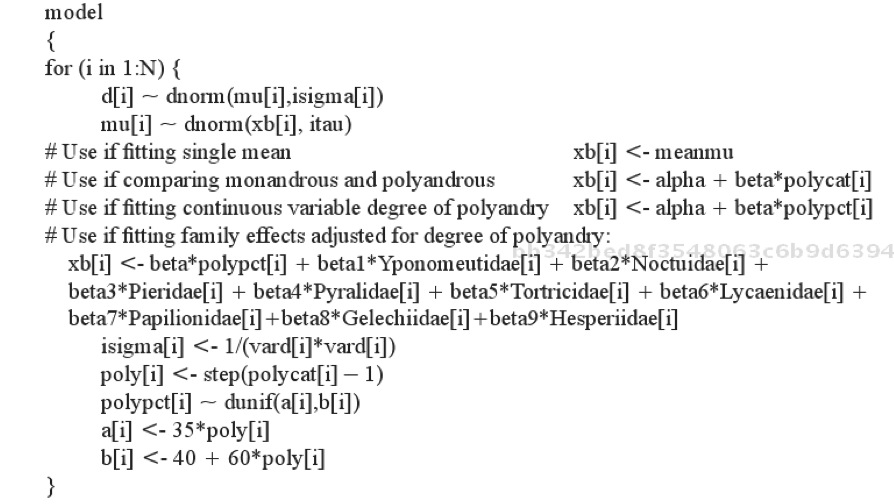 model
{
for (i in 1:N) {
d[i] ~ dnorm(mu[i],isigma[i])
mu[i] ~ dnorm(xb[i], itau)
# Use if fitting single mean xb[i] <- meanmu
# Use if comparing monandrous and polyandrous xb[i] <- alpha + beta*polycat[i]
# Use if fitting continuous variable degree of polyandry xb[i] <- alpha + beta*polypct[i]
# Use if fitting family effects adjusted for degree of polyandry:
bb342bed8f3548063c6b9d6394
xb[i] <- beta*polypct[i] + beta1*Yponomeutidae[i] + beta2*Noctuidae[i] +
beta3*Pieridae[i] + beta4*Pyralidae[i] + beta5*Tortricidae[i] + beta6*Lycaenidae[i] +
beta7*Papilionidae[i]+beta8*Gelechiidae[i]+beta9*Hesperiidae[i]
isigma[i] <- 1/(vard[i]*vard[i])
poly[i] <- step(polycat[i] – 1)
polypct[i] ~ dunif(a[i],b[i])
a[i] <- 35*poly[i]
b[i] <- 40 + 60*poly[i]
}